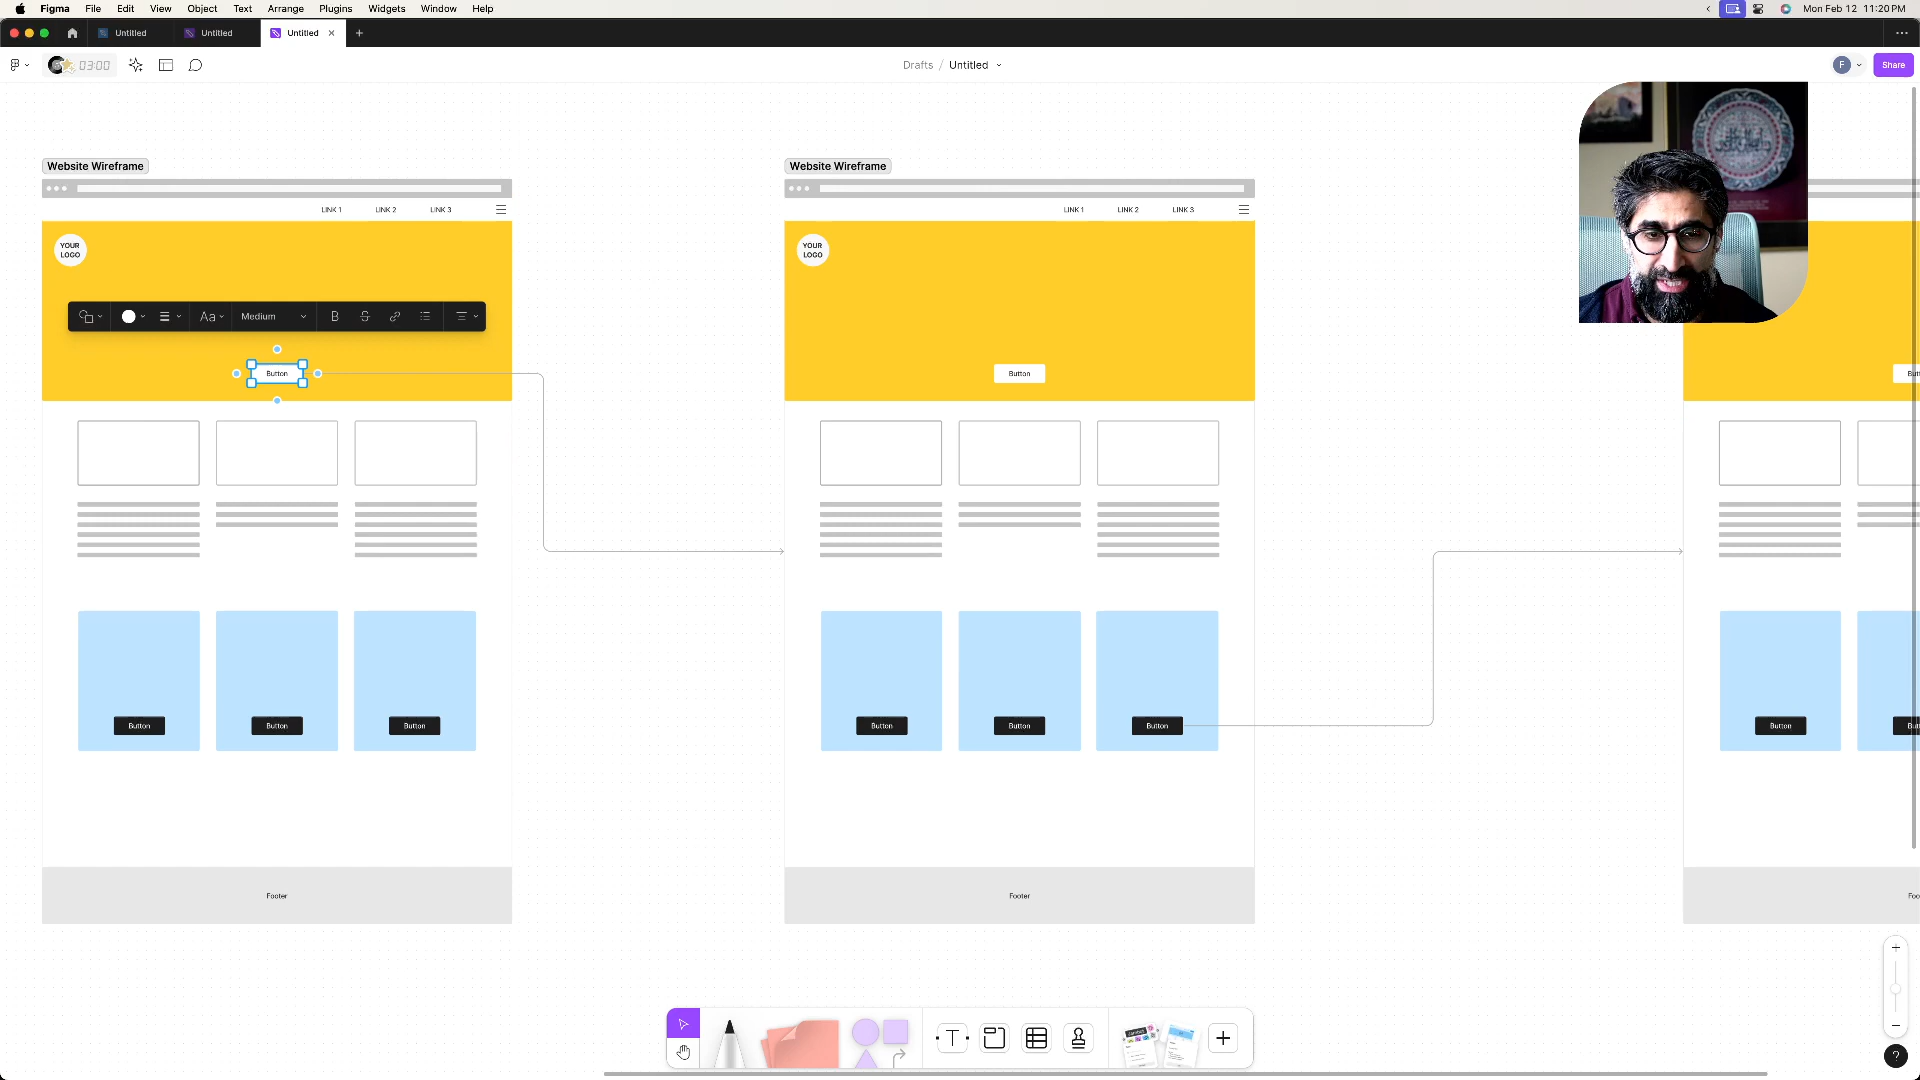 Figma File Edit View Object Text Arrange Plugins Widgets Window Help
Mon Feb 12 11:20 PM
Untitled
Untitled
Untitled
03:00
Drafts / Untitled
F
Share
Website Wireframe
LINK 1 LINK 2 LINK 3
YOUR
LOGO
Aa
Medium
B
S
Button
Button Button Button
Footer
Website Wireframe
LINK 1 LINK 2 LINK 3
YOUR
LOGO
Button
Button Button Button
Footer
Button
T
?